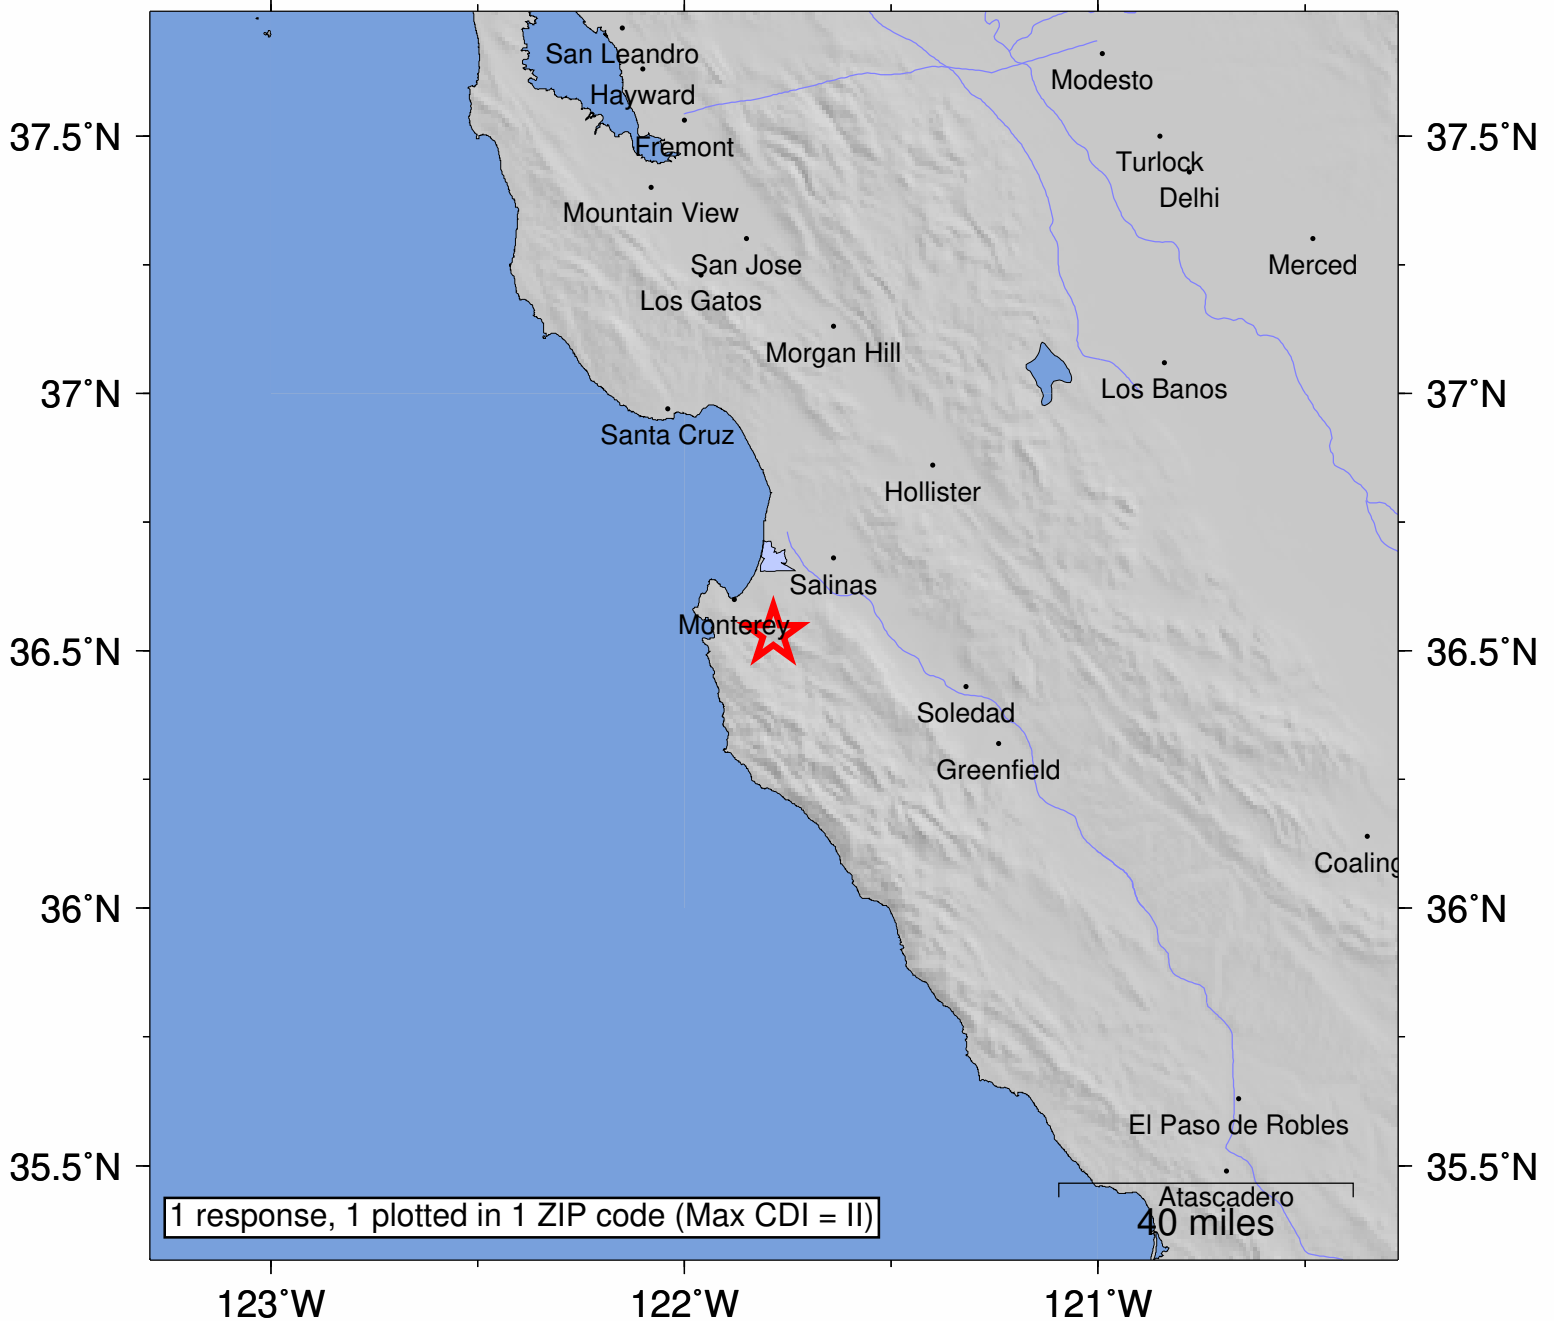 San Leandro
Modesto
Hayward
37.5°N
37.5°N
Fremont
Turlock
Delhi
Mountain View
San Jose
Merced
Los Gatos
Morgan Hill
37°N
Los Banos
37°N
Santa Cruz
Hollister
Salinas
Monterey
36.5°N
36.5°N
Soledad
Greenfield
Coaling
36°N
36°N
El Paso de Robles
35.5°N
35.5°N
Atascadero
40 miles
1 response, 1 plotted in 1 ZIP code (Max CDI = II)
123°W
122°W
121°W